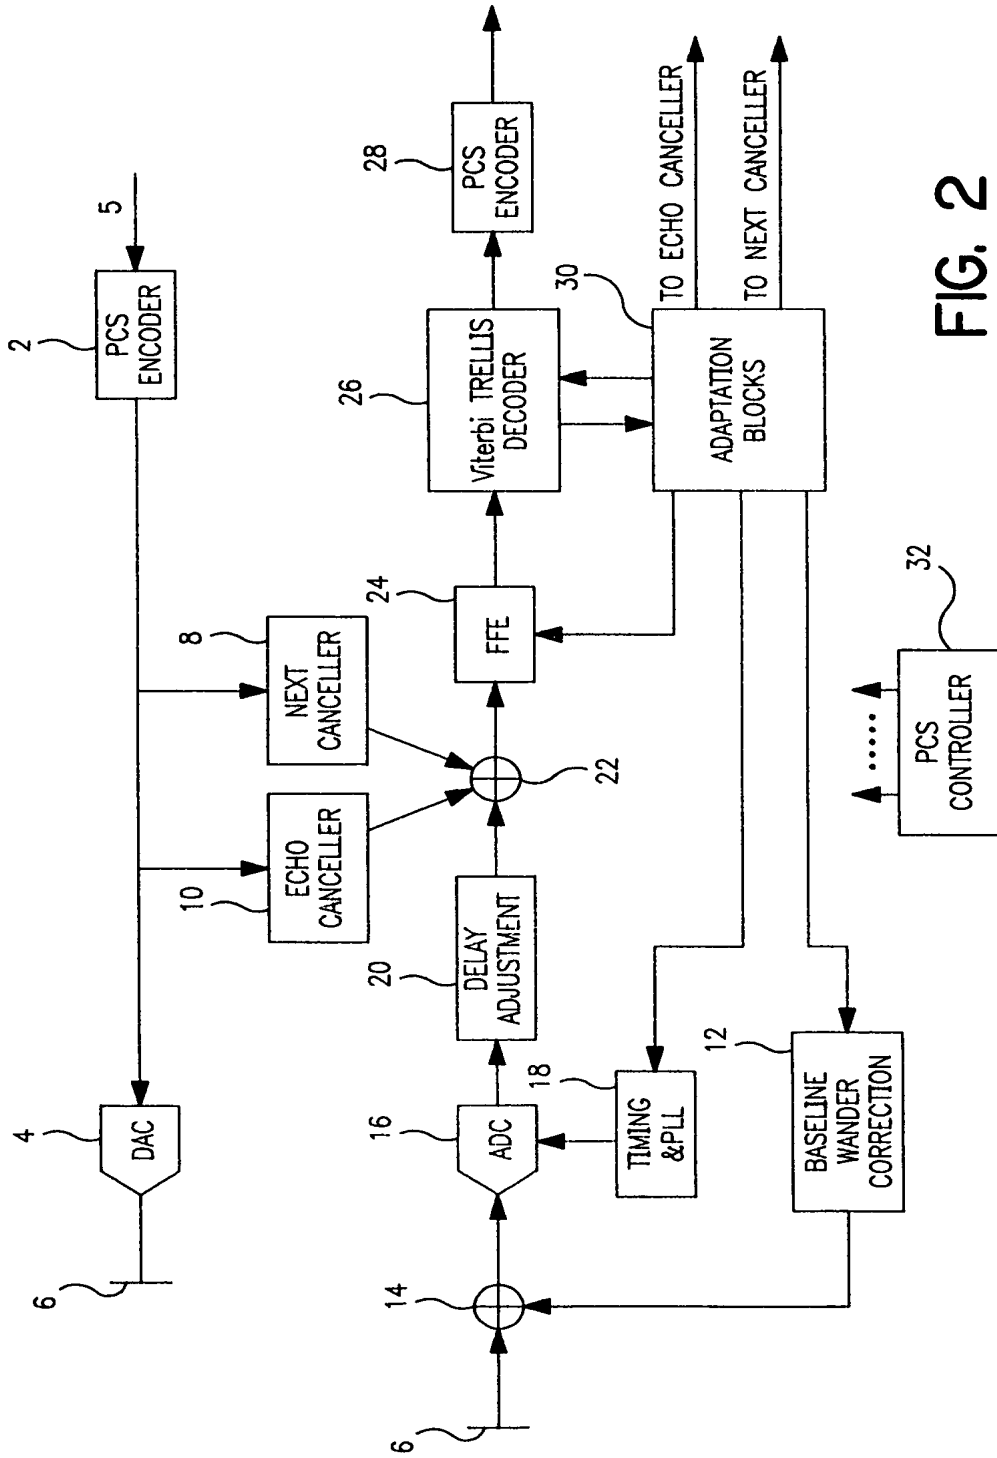 2
PCS
ENCODER
5
4
DAC
6
8
NEXT
CANCELLER
10
ECHO
CANCELLER
28
PCS
ENCODER
26
Viterbi TRELLIS
DECODER
24
FFE
22
20
DELAY
ADJUSTMENT
16
ADC
14
6
18
TIMING
&PLL
30
ADAPTATION
BLOCKS
TO ECHO CANCELLER
TO NEXT CANCELLER
12
BASELINE
WANDER
CORRECTION
32
PCS
CONTROLLER
FIG. 2